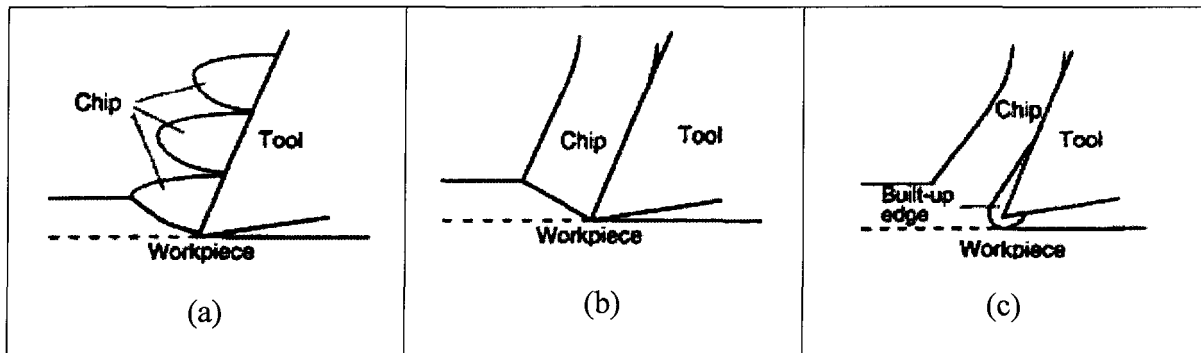 Chip
Tool
Workpiece
(a)
Chip
Tool
Workpiece
(b)
Chip
Tool
Built-up
edge
Workpiece
(c)